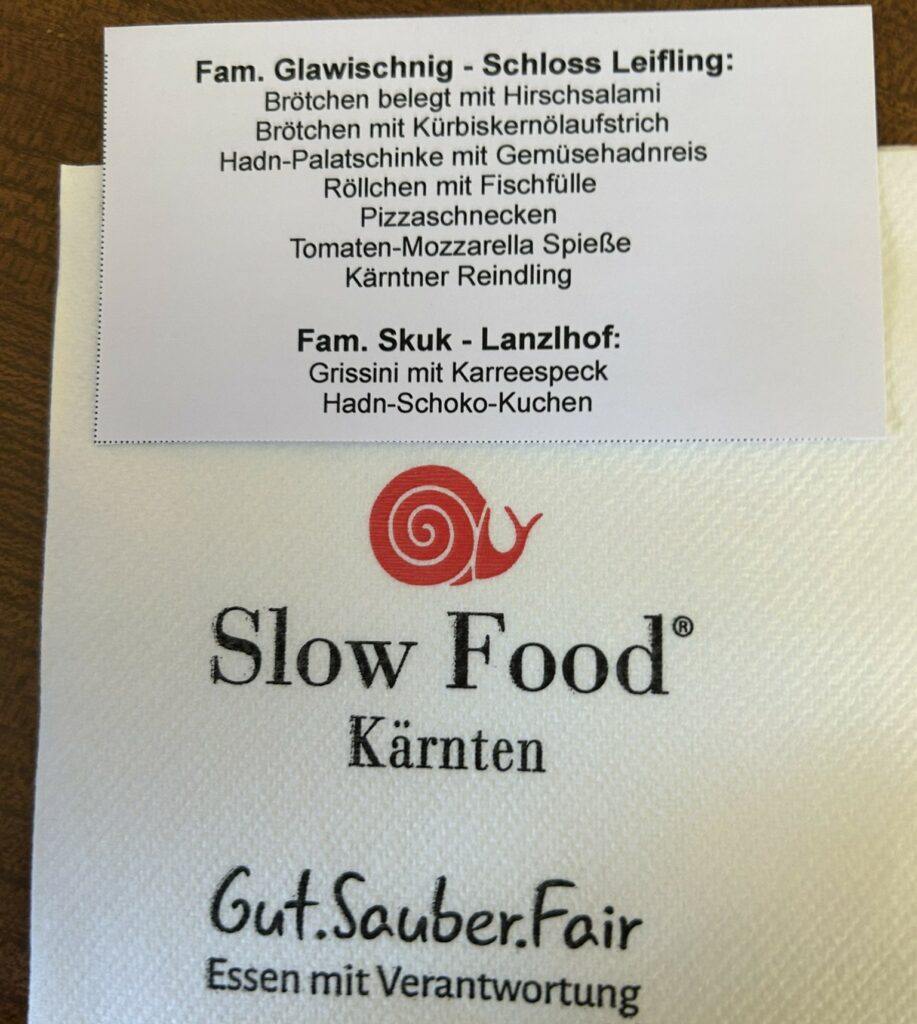 Fam. Glawischnig - Schloss Leifling:
Brötchen belegt mit Hirschsalami
Brötchen mit Kürbiskernölaufstrich
Hadn-Palatschinke mit Gemüsehadnreis
Röllchen mit Fischfülle
Pizzaschnecken
Tomaten-Mozzarella Spieße
Kärntner Reindling
Fam. Skuk - Lanzlhof:
Grissini mit Karreespeck
Hadn-Schoko-Kuchen
Slow Food®
Kärnten
Gut.Sauber.Fair
Essen mit Verantwortung